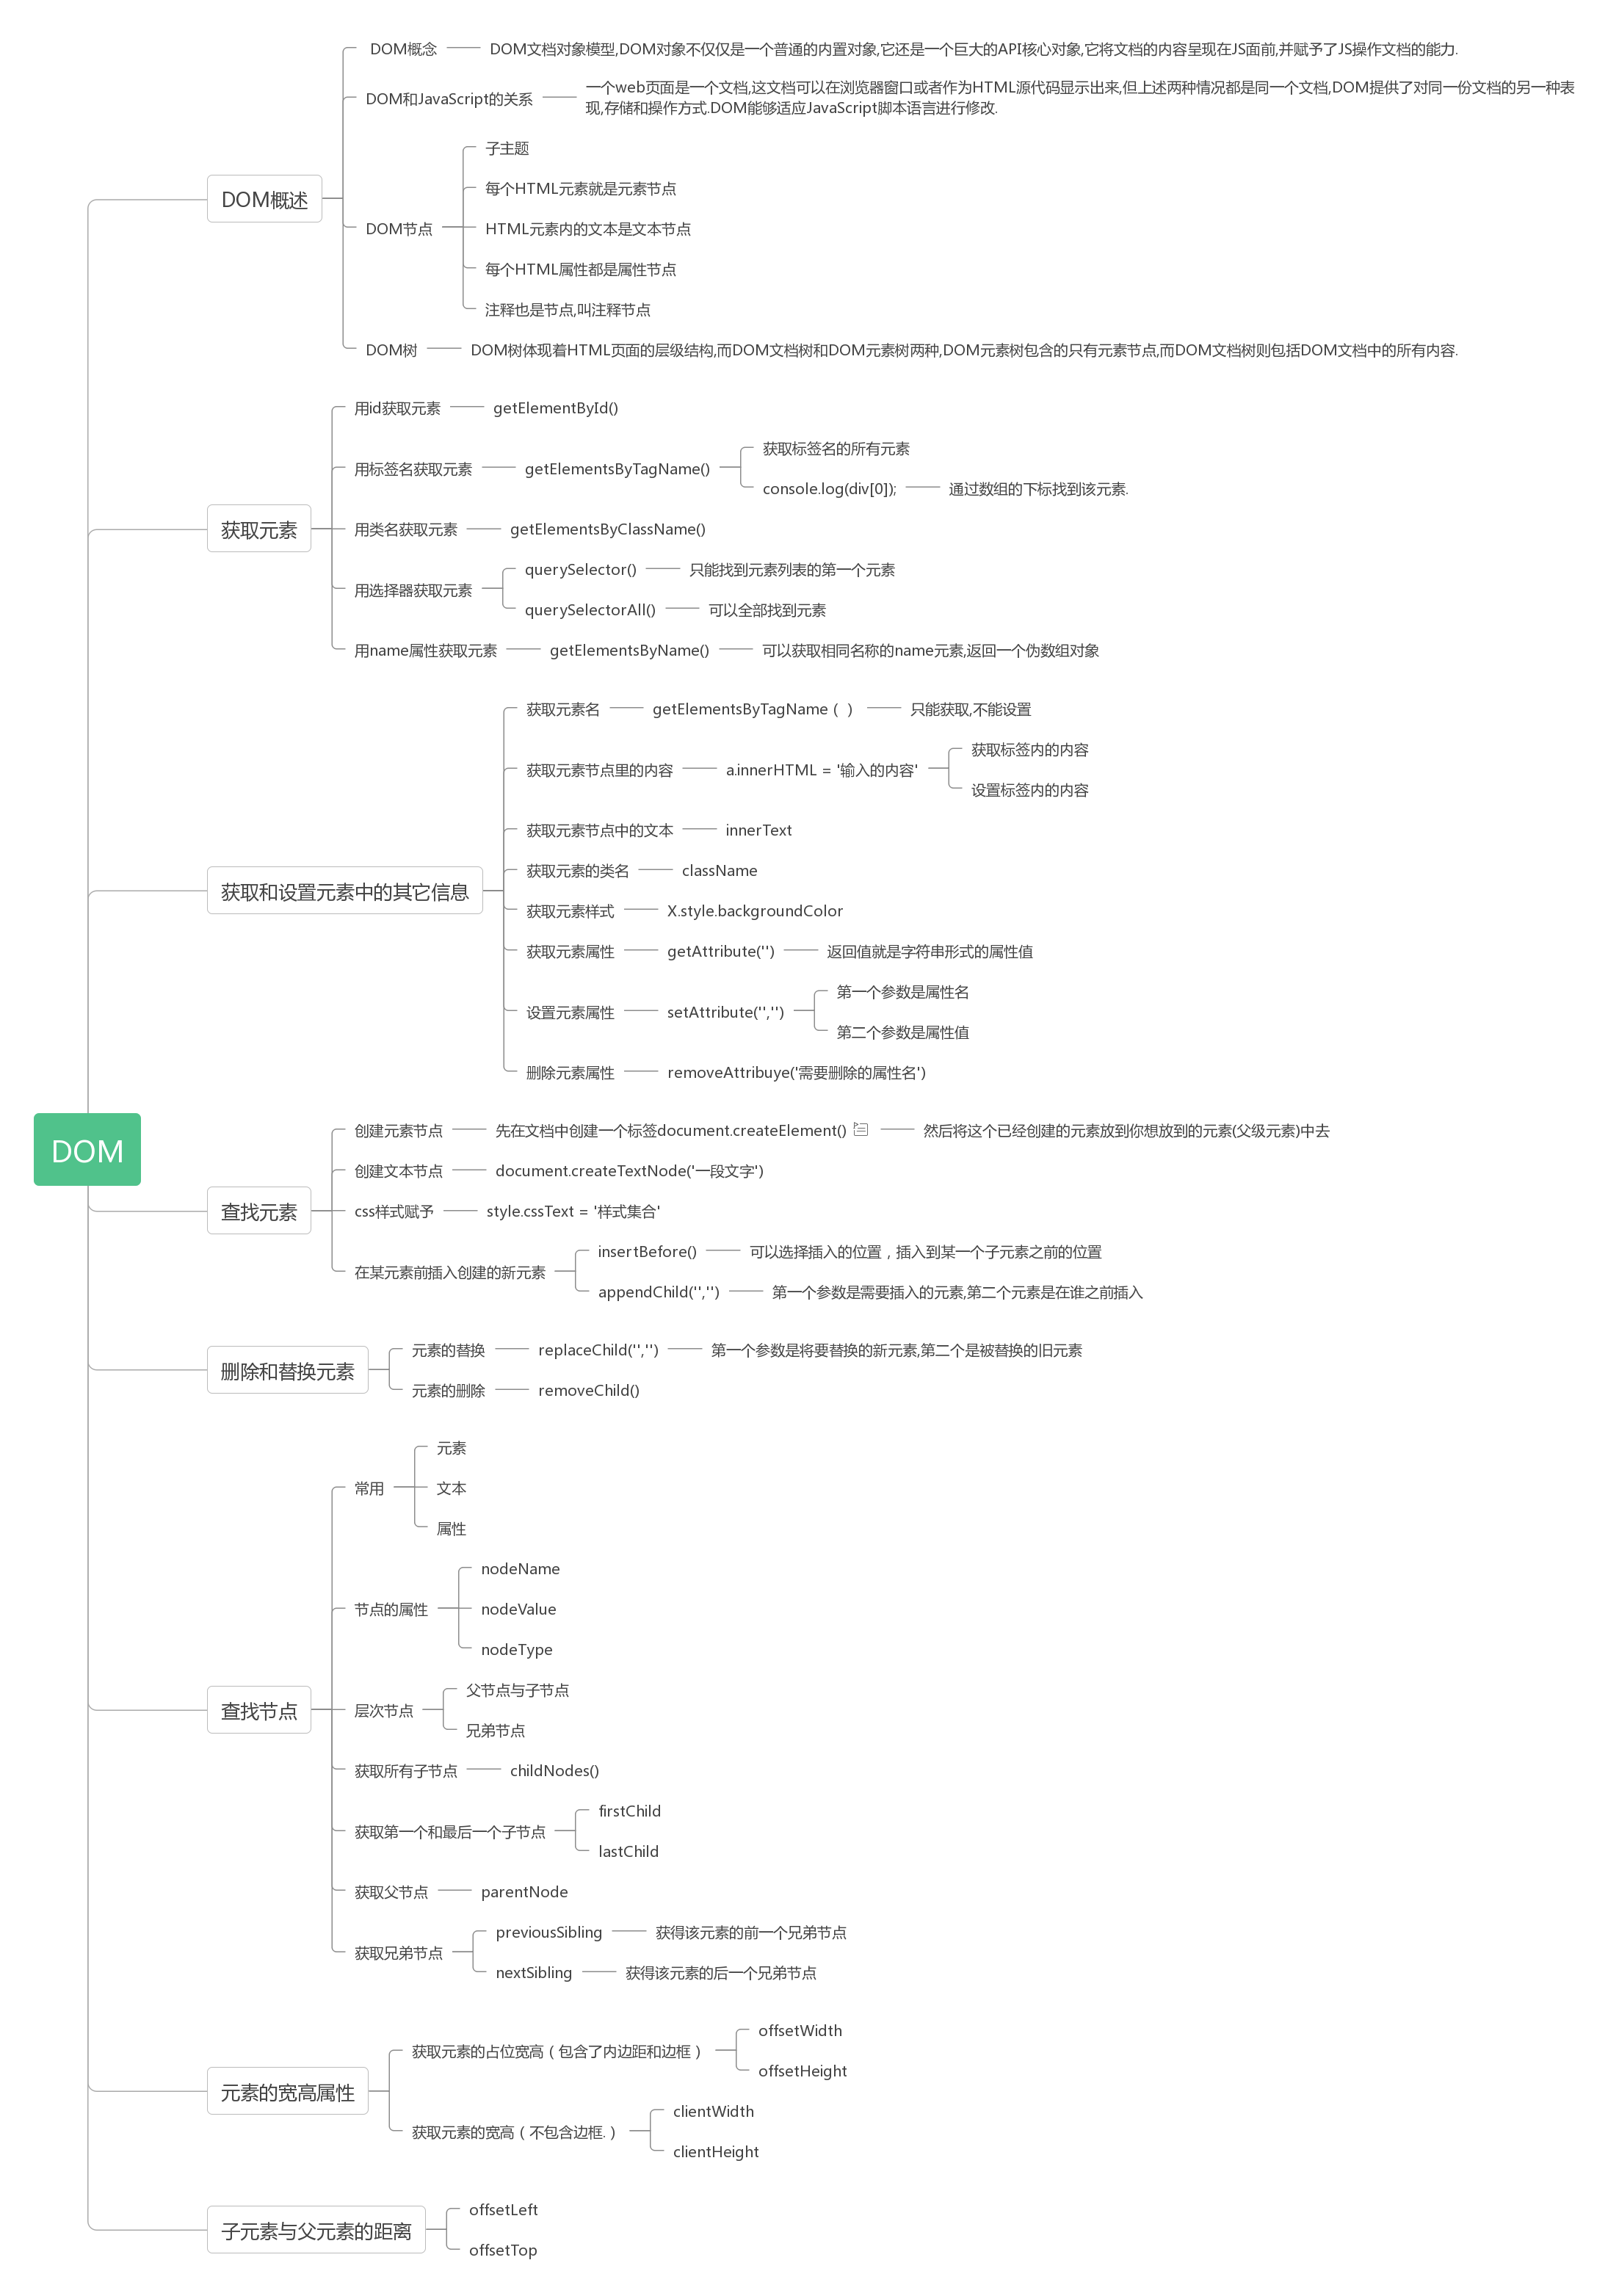 DOM
DOM概述
DOM概念
DOM文档对象模型,DOM对象不仅仅是一个普通的内置对象,它还是一个巨大的API核心对象,它将文档的内容呈现在JS面前,并赋予了JS操作文档的能力.
DOM和JavaScript的关系
一个web页面是一个文档,这文档可以在浏览器窗口或者作为HTML源代码显示出来,但上述两种情况都是同一个文档,DOM提供了对同一份文档的另一种表
现,存储和操作方式.DOM能够适应JavaScript脚本语言进行修改.
DOM节点
子主题
每个HTML元素就是元素节点
HTML元素内的文本是文本节点
每个HTML属性都是属性节点
注释也是节点,叫注释节点
DOM树
DOM树体现着HTML页面的层级结构,而DOM文档树和DOM元素树两种,DOM元素树包含的只有元素节点,而DOM文档树则包括DOM文档中的所有内容.
获取元素
用id获取元素
getElementById()
用标签名获取元素
getElementsByTagName()
获取标签名的所有元素
console.log(div[0]);
通过数组的下标找到该元素.
用类名获取元素
getElementsByClassName()
用选择器获取元素
querySelector()
只能找到元素列表的第一个元素
querySelectorAll()
可以全部找到元素
用name属性获取元素
getElementsByName()
可以获取相同名称的name元素,返回一个伪数组对象
获取和设置元素中的其它信息
获取元素名
getElementsByTagName（ ）
只能获取,不能设置
获取元素节点里的内容
a.innerHTML = '输入的内容'
获取标签内的内容
设置标签内的内容
获取元素节点中的文本
innerText
获取元素的类名
className
获取元素样式
X.style.backgroundColor
获取元素属性
getAttribute('')
返回值就是字符串形式的属性值
设置元素属性
setAttribute('','')
第一个参数是属性名
第二个参数是属性值
删除元素属性
removeAttribuye('需要删除的属性名')
查找元素
创建元素节点
先在文档中创建一个标签document.createElement()
然后将这个已经创建的元素放到你想放到的元素(父级元素)中去
创建文本节点
document.createTextNode('一段文字')
css样式赋予
style.cssText = '样式集合'
在某元素前插入创建的新元素
insertBefore()
可以选择插入的位置，插入到某一个子元素之前的位置
appendChild('','')
第一个参数是需要插入的元素,第二个元素是在谁之前插入
删除和替换元素
元素的替换
replaceChild('','')
第一个参数是将要替换的新元素,第二个是被替换的旧元素
元素的删除
removeChild()
查找节点
常用
元素
文本
属性
节点的属性
nodeName
nodeValue
nodeType
层次节点
父节点与子节点
兄弟节点
获取所有子节点
childNodes()
获取第一个和最后一个子节点
firstChild
lastChild
获取父节点
parentNode
获取兄弟节点
previousSibling
获得该元素的前一个兄弟节点
nextSibling
获得该元素的后一个兄弟节点
元素的宽高属性
获取元素的占位宽高（包含了内边距和边框）
offsetWidth
offsetHeight
获取元素的宽高（不包含边框.）
clientWidth
clientHeight
子元素与父元素的距离
offsetLeft
offsetTop